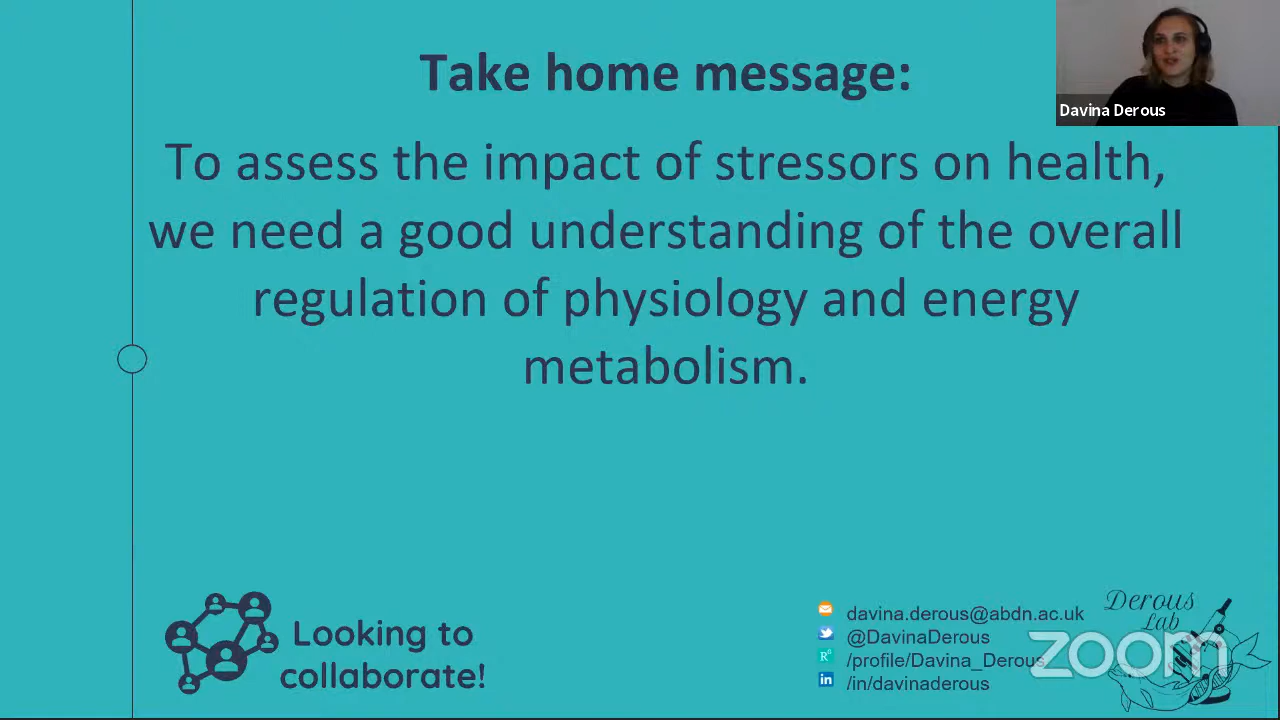 Take home message:
To assess the impact of stressors on health,
we need a good understanding of the overall
regulation of physiology and energy
metabolism.
Davina Derous
Looking to
collaborate!
davina.derous@abdn.ac.uk
@DavinaDerous
R⁶
/profile/Davina_Derous
in
/in/davinaderous
Derous
Lab
zoom